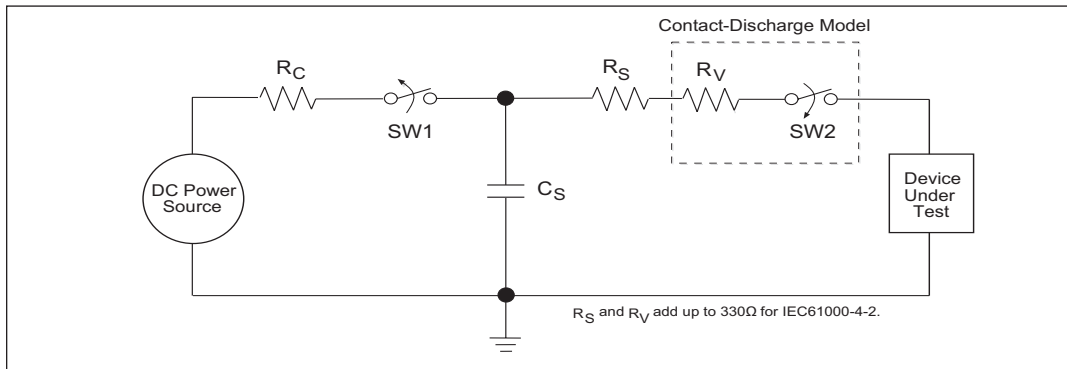 Contact-Discharge Model
RC
RS
RV
SW1
SW2
DC Power
Source
CS
Device
Under
Test
RS and RV add up to 330Ω for IEC61000-4-2.